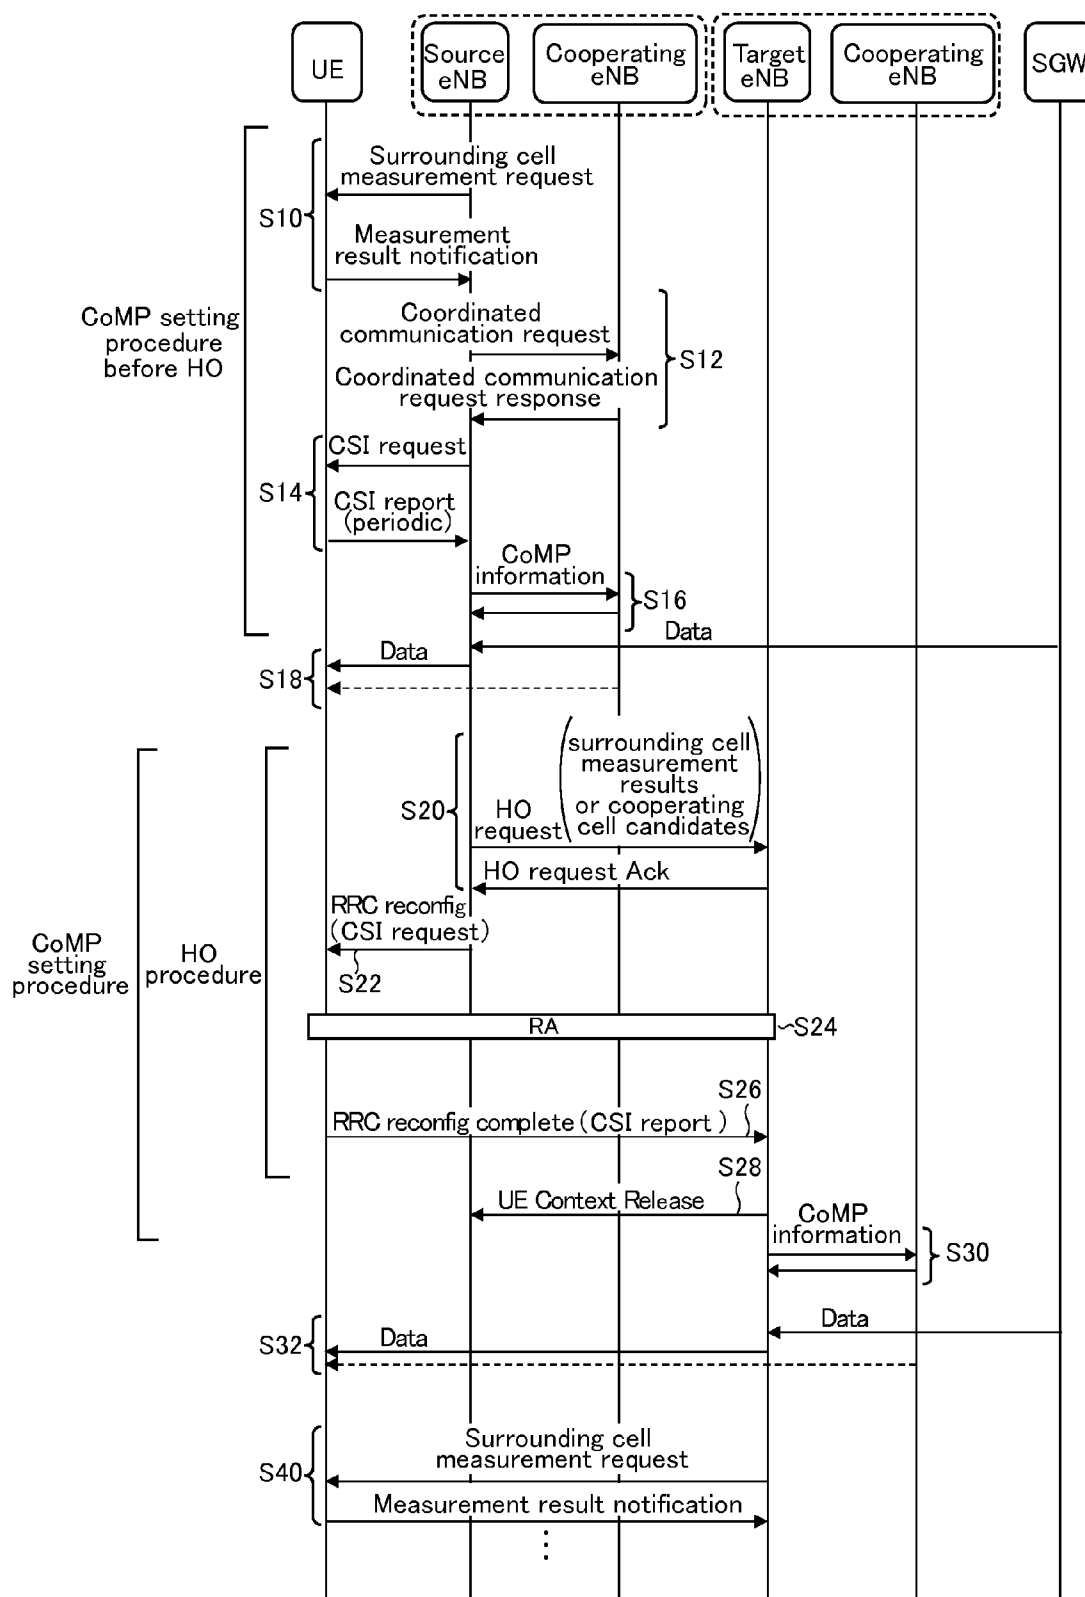 UE
Source
eNB
Cooperating
eNB
Target
eNB
Cooperating
eNB
SGW
Surrounding cell
measurement request
S10
Measurement
result notification
CoMP setting
procedure
before HO
Coordinated
communication request
S12
Coordinated communication
request response
CSI request
S14
CSI report
(periodic)
CoMP
information
S16
Data
Data
S18
(surrounding cell
measurement
results
or cooperating
cell candidates)
S20
HO
request
HO request Ack
RRC reconfig
(CSI request)
S22
CoMP
setting
procedure
HO
procedure
RA
S24
S26
RRC reconfig complete (CSI report)
S28
UE Context Release
CoMP
information
S30
Data
S32
Data
Surrounding cell
measurement request
S40
Measurement result notification
⋮